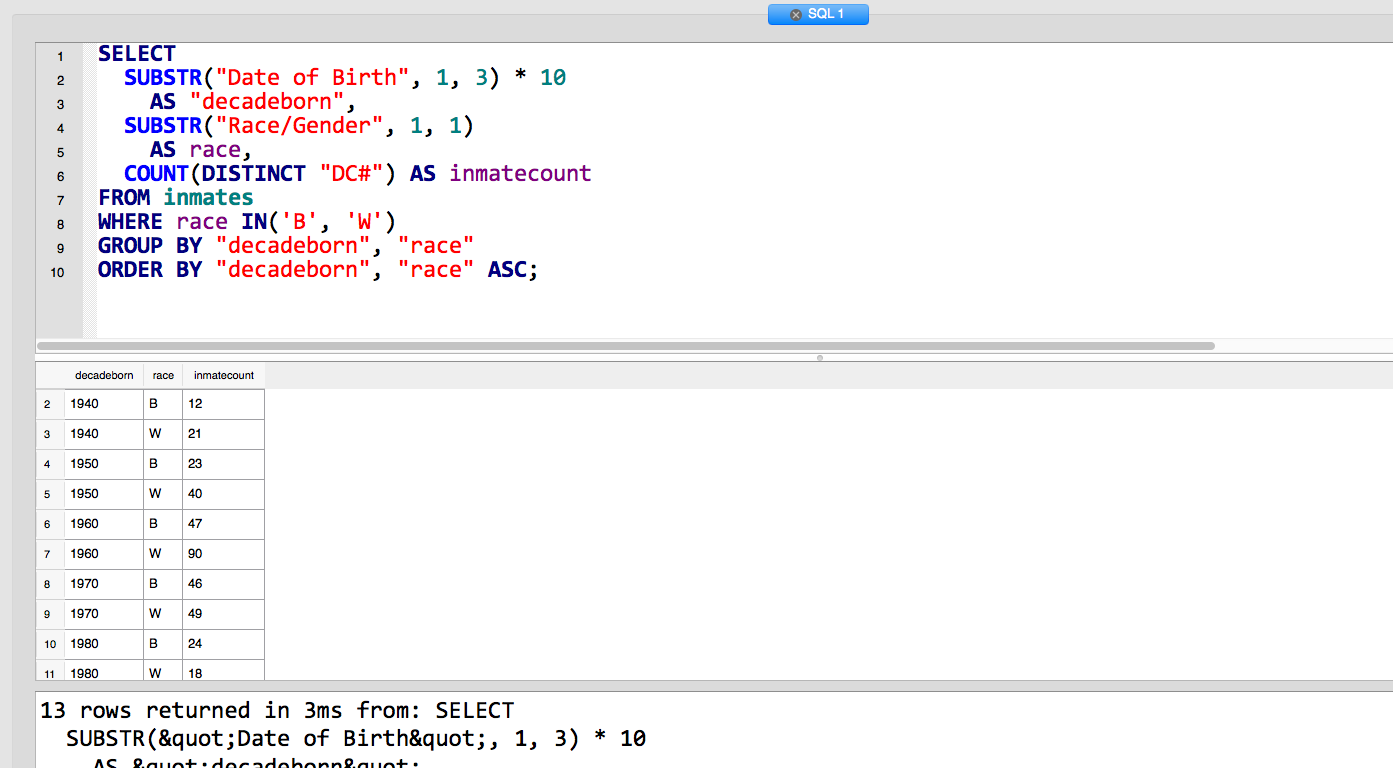 SQL 1
1 SELECT
2 SUBSTR("Date of Birth", 1, 3) * 10
3 AS "decadeborn",
4 SUBSTR("Race/Gender", 1, 1)
5 AS race,
6 COUNT(DISTINCT "DC#") AS inmatecount
7 FROM inmates
8 WHERE race IN('B', 'W')
9 GROUP BY "decadeborn", "race"
10 ORDER BY "decadeborn", "race" ASC;
decadeborn race inmatecount
2 1940 B 12
3 1940 W 21
4 1950 B 23
5 1950 W 40
6 1960 B 47
7 1960 W 90
8 1970 B 46
9 1970 W 49
10 1980 B 24
11 1980 W 18
13 rows returned in 3ms from: SELECT
SUBSTR(&quot;Date of Birth&quot;, 1, 3) * 10
AS &quot;decadeborn&quot;